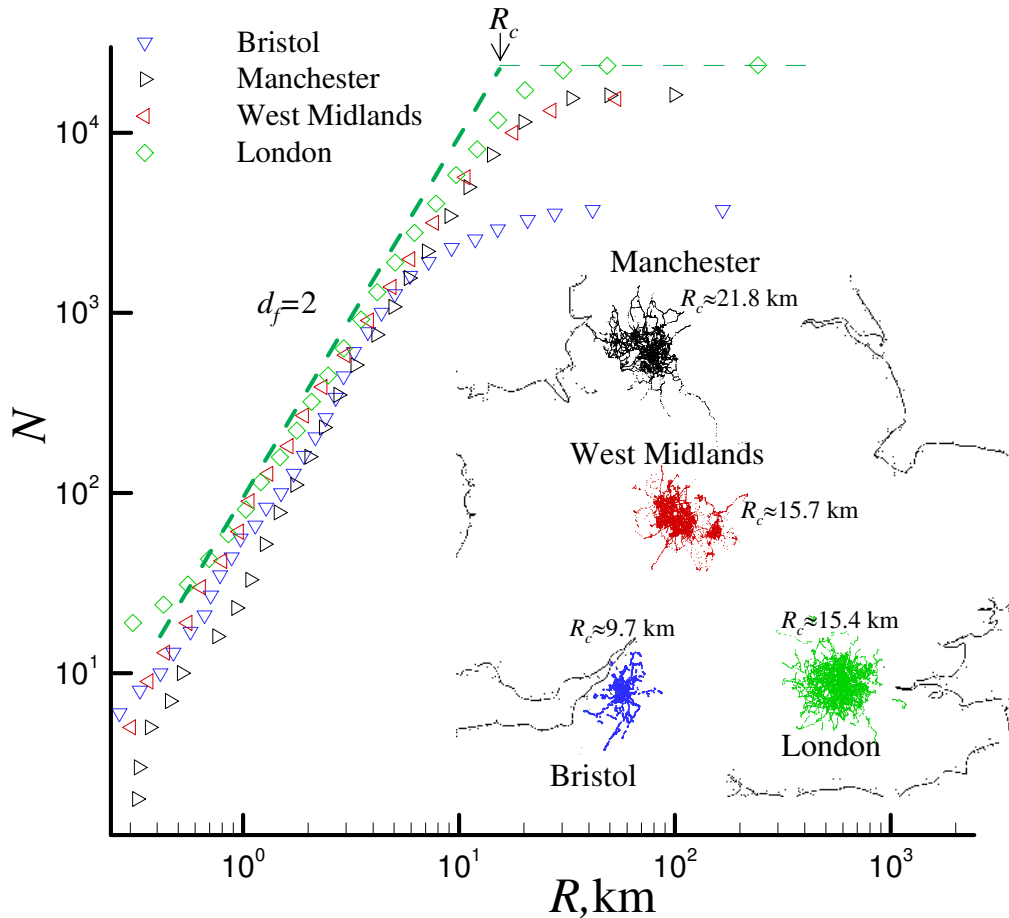 R_c
Bristol
Manchester
West Midlands
London
10^4
10^3
10^2
10^1
N
d_f=2
Manchester
R_c≈21.8 km
West Midlands
R_c≈15.7 km
R_c≈9.7 km
R_c≈15.4 km
Bristol
London
10^0
10^1
10^2
10^3
R,km